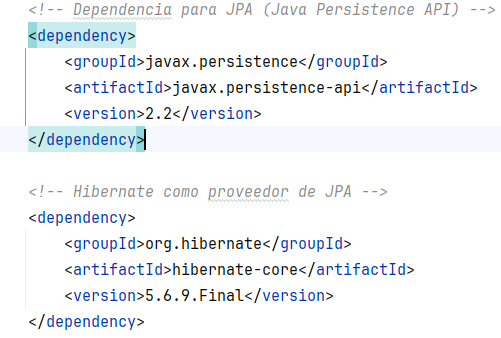 <!-- Dependencia para JPA (Java Persistence API) -->
<dependency>
    <groupId>javax.persistence</groupId>
    <artifactId>javax.persistence-api</artifactId>
    <version>2.2</version>
</dependency>

<!-- Hibernate como proveedor de JPA -->
<dependency>
    <groupId>org.hibernate</groupId>
    <artifactId>hibernate-core</artifactId>
    <version>5.6.9.Final</version>
</dependency>